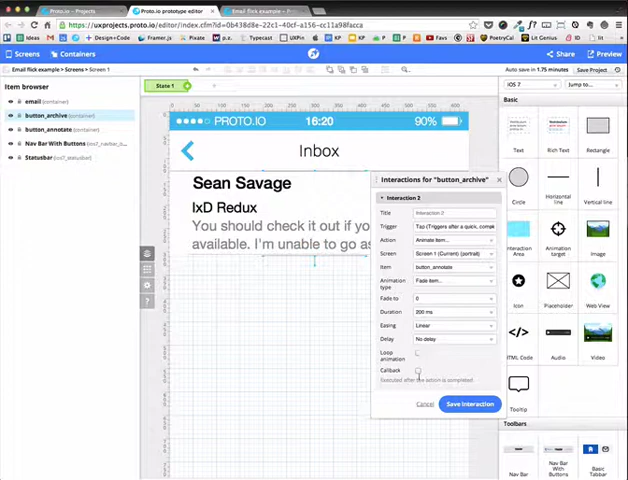 Proto.io - Projects
Proto.io prototype editor
Email flick example - P
https://uxprojects.proto.io/editor/index.cfm?id=0b438d8e-22c1-40cf-a156-cc11a98facca
Ideas
Design+Code
Framer.js
Typecast
UXPin
KP
KP
PoetryCal
Lit Genius
Screens
Containers
Share
Preview
Email flick example > Screens > Screen 1
Auto save in 1.75 minutes
Save Project
Item browser
email (container)
button_archive (container)
button_annotate (container)
Nav Bar With Buttons (ios7_navbar_o...
Statusbar (ios7_statusbar)
State 1
PROTO.IO
16:20
90%
Inbox
Sean Savage
IxD Redux
You should check it out if yo
available. I'm unable to go as
Interactions for "button_archive"
Interaction 2
Title
Interaction 2
Trigger
Tap (Triggers after a quick, comple
Action
Animate item...
Screen
Screen 1 (Current) (portrait)
Item
button_annotate
Animation type
Fade item...
Fade to
0
Duration
200 ms
Easing
Linear
Delay
No delay
Loop animation
Callback
Executed after the action is completed
Cancel
Save Interaction
iOS 7
Jump to...
Basic
Text
Rich Text
Rectangle
Circle
Horizontal line
Vertical line
Interaction Area
Animation target
Image
Icon
Placeholder
Web View
HTML Code
Audio
Video
Tooltip
Toolbars
Nav Bar
Nav Bar With Buttons
Basic Tabbar